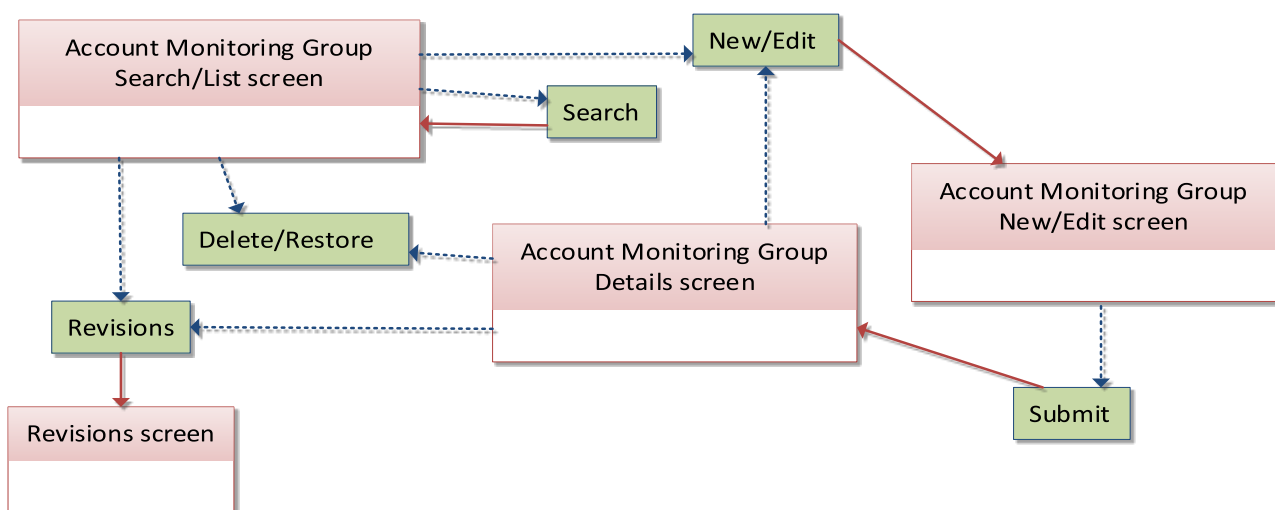 Account Monitoring Group
Search/List screen
New/Edit
Search
Account Monitoring Group
New/Edit screen
Delete/Restore
Account Monitoring Group
Details screen
Revisions
Submit
Revisions screen